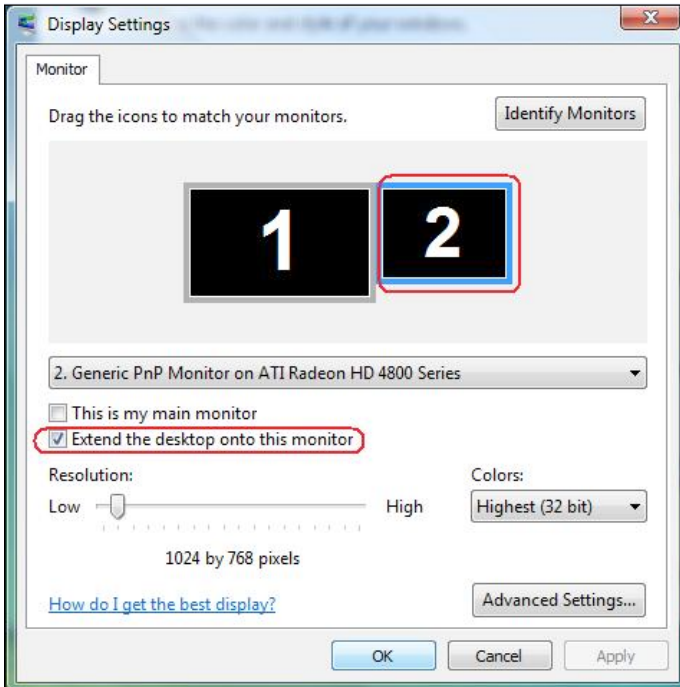 Display Settings
Monitor
Drag the icons to match your monitors.
Identify Monitors
1
2
2. Generic PnP Monitor on ATI Radeon HD 4800 Series
This is my main monitor
Extend the desktop onto this monitor
Resolution:
Colors:
Low
High
Highest (32 bit)
1024 by 768 pixels
How do I get the best display?
Advanced Settings...
OK
Cancel
Apply